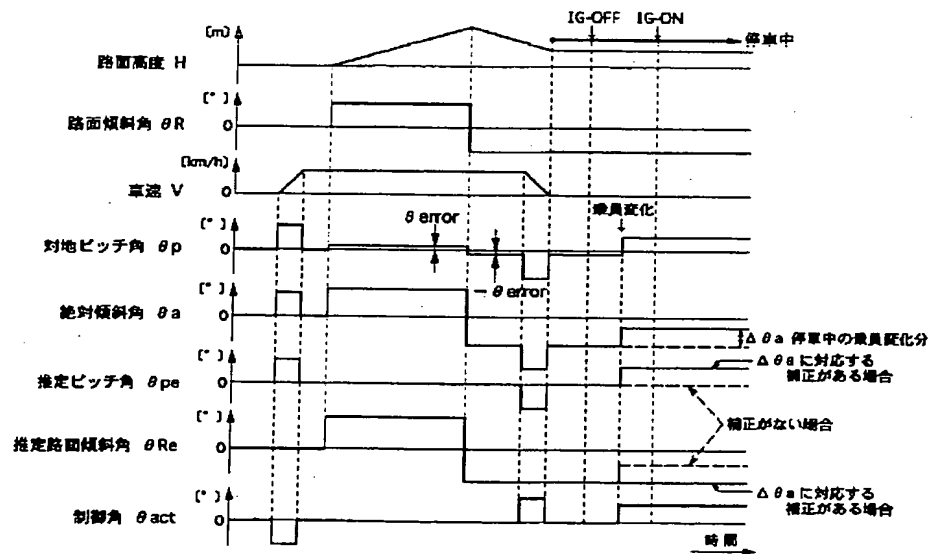 IG-OFF IG-ON
[m]
停車中
路面高度 H
[°]
路面傾斜角 θR
0
[km/h]
車速 V
0
乗員変化
[°]
θ error
対地ピッチ角 θp
0
- θ error
[°]
絶対傾斜角 θa
0
Δθa 停車中の乗員変化分
[°]
Δθa に対応する
補正がある場合
推定ピッチ角 θpe
0
補正がない場合
[°]
推定路面傾斜角 θRe
0
Δθa に対応する
補正がある場合
[°]
制御角 θact
0
時間